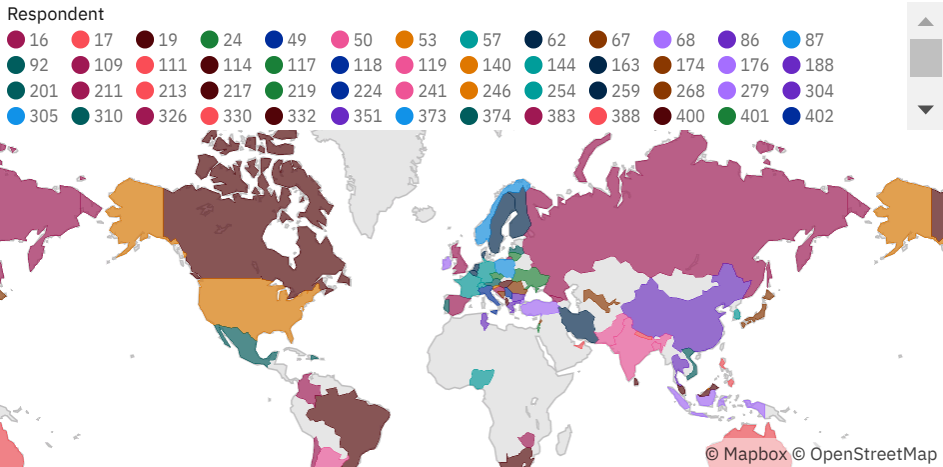 Respondent
16 17 19 24 49 50 53 57 62 67 68 86 87
92 109 111 114 117 118 119 140 144 163 174 176 188
201 211 213 217 219 224 241 246 254 259 268 279 304
305 310 326 330 332 351 373 374 383 388 400 401 402
© Mapbox © OpenStreetMap